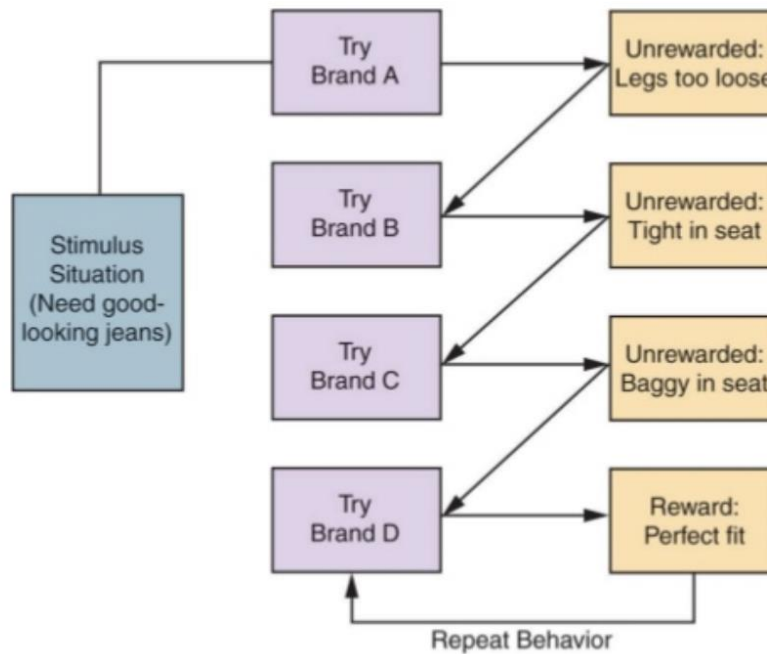 Try
Brand A
Unrewarded:
Legs too loose
Stimulus
Situation
(Need good-
looking jeans)
Try
Brand B
Unrewarded:
Tight in seat
Try
Brand C
Unrewarded:
Baggy in seat
Try
Brand D
Reward:
Perfect fit
Repeat Behavior